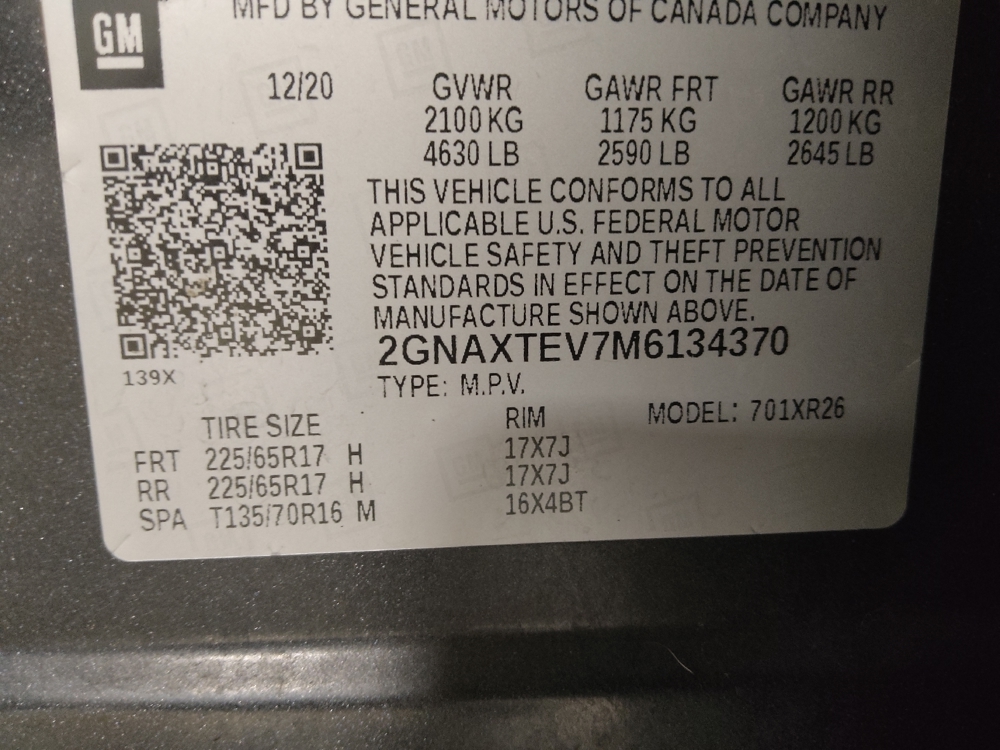 MFD BY GENERAL MOTORS OF CANADA COMPANY
GM
12/20 GVWR GAWR FRT GAWR RR
2100 KG 1175 KG 1200 KG
4630 LB 2590 LB 2645 LB
THIS VEHICLE CONFORMS TO ALL
APPLICABLE U.S. FEDERAL MOTOR
VEHICLE SAFETY AND THEFT PREVENTION
STANDARDS IN EFFECT ON THE DATE OF
MANUFACTURE SHOWN ABOVE.
2GNAXTEV7M6134370
139X
TYPE: M.P.V.
TIRE SIZE RIM MODEL: 701XR26
FRT 225/65R17 H 17X7J
RR 225/65R17 H 17X7J
SPA T135/70R16 M 16X4BT